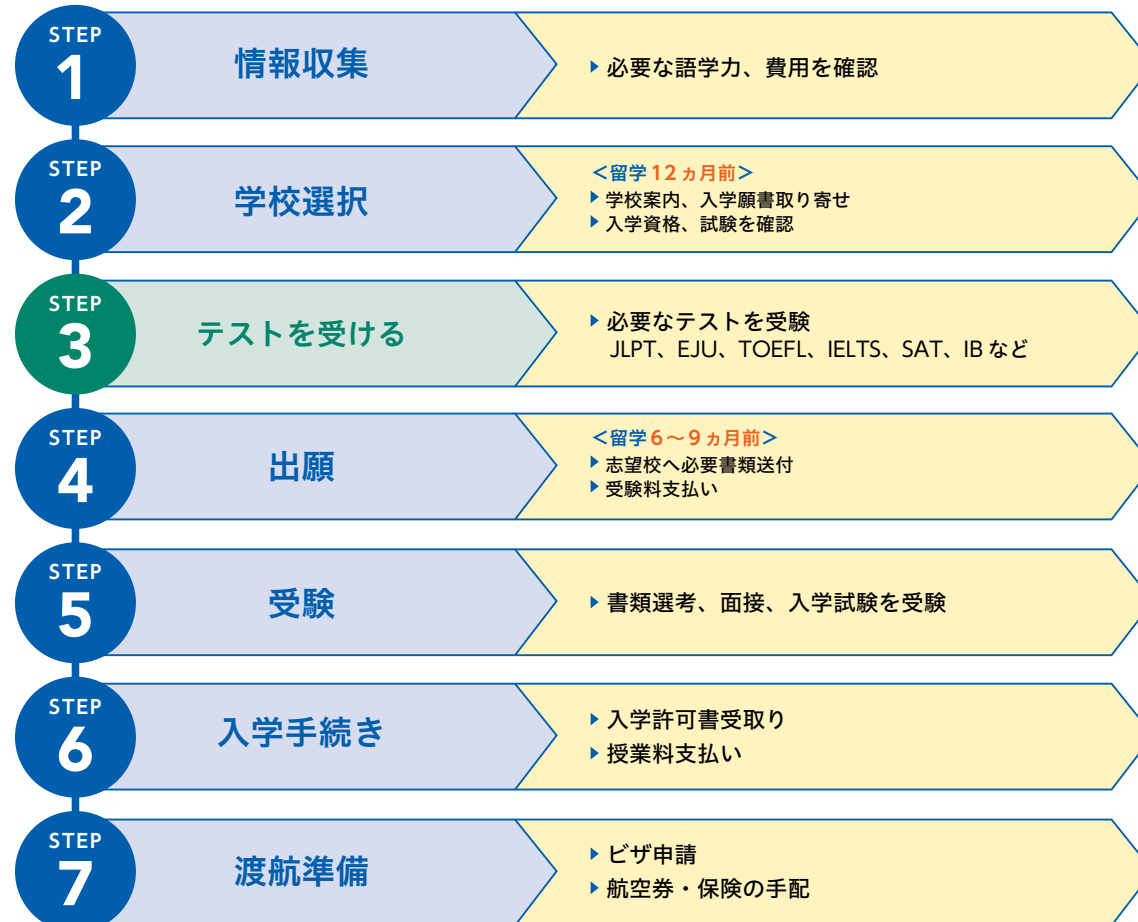 STEP
1
情報収集
▶ 必要な語学力、費用を確認
STEP
2
学校選択
＜留学12ヵ月前＞
▶ 学校案内、入学願書取り寄せ
▶ 入学資格、試験を確認
STEP
3
テストを受ける
▶ 必要なテストを受験
JLPT、EJU、TOEFL、IELTS、SAT、IB など
STEP
4
出願
＜留学6～9ヵ月前＞
▶ 志望校へ必要書類送付
▶ 受験料支払い
STEP
5
受験
▶ 書類選考、面接、入学試験を受験
STEP
6
入学手続き
▶ 入学許可書受取り
▶ 授業料支払い
STEP
7
渡航準備
▶ ビザ申請
▶ 航空券・保険の手配